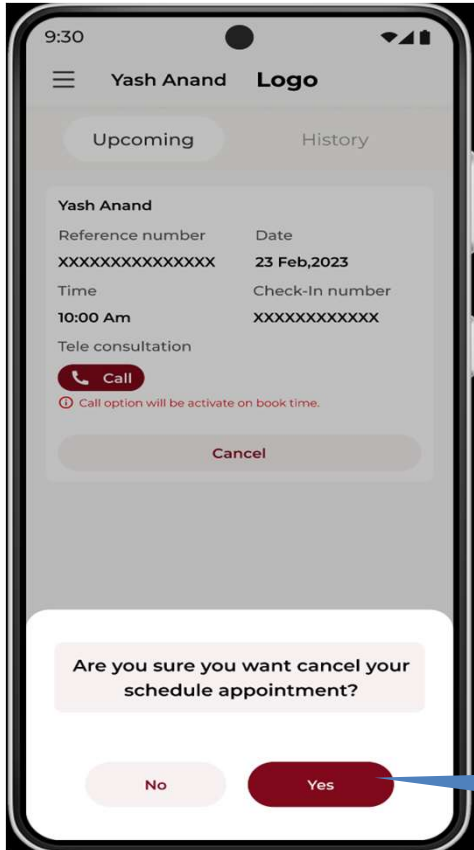 9:30
Yash Anand Logo
Upcoming History
Yash Anand
Reference number Date
XXXXXXXXXXXXXXX 23 Feb,2023
Time Check-In number
10:00 Am XXXXXXXXXXXX
Tele consultation
Call
Call option will be activate on book time.
Cancel
Are you sure you want cancel your
schedule appointment?
No Yes